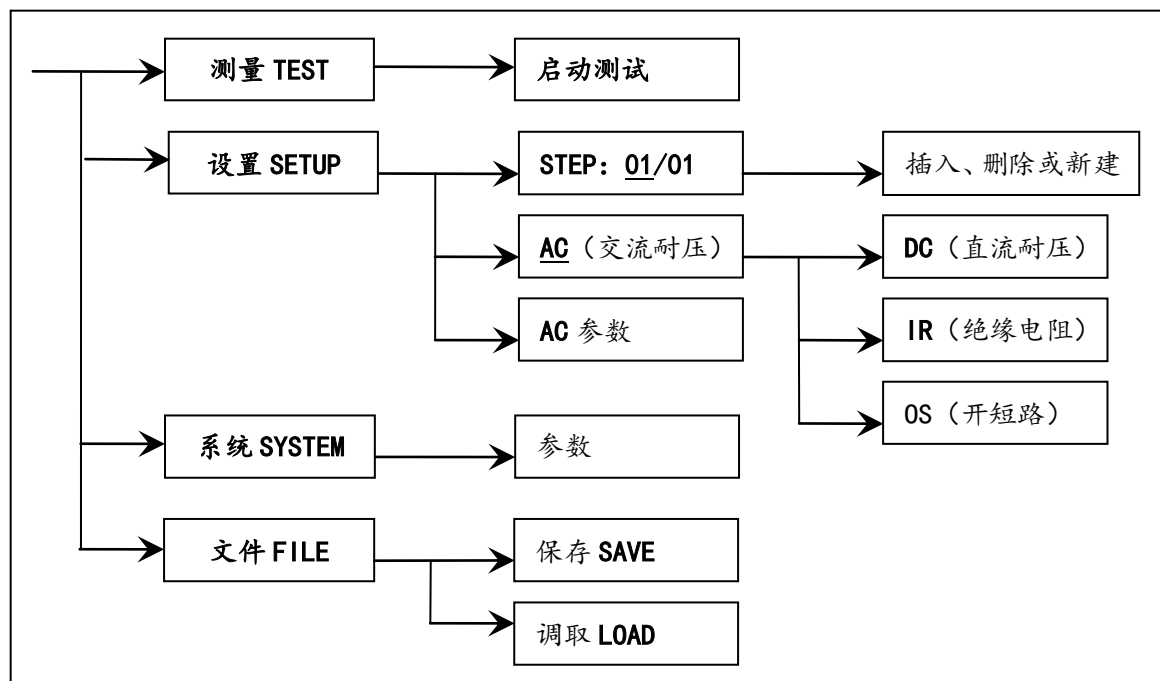 测量 TEST
启动测试
设置 SETUP
STEP: 01/01
插入、删除或新建
AC（交流耐压）
DC（直流耐压）
AC 参数
IR（绝缘电阻）
OS（开短路）
系统 SYSTEM
参数
文件 FILE
保存 SAVE
调取 LOAD